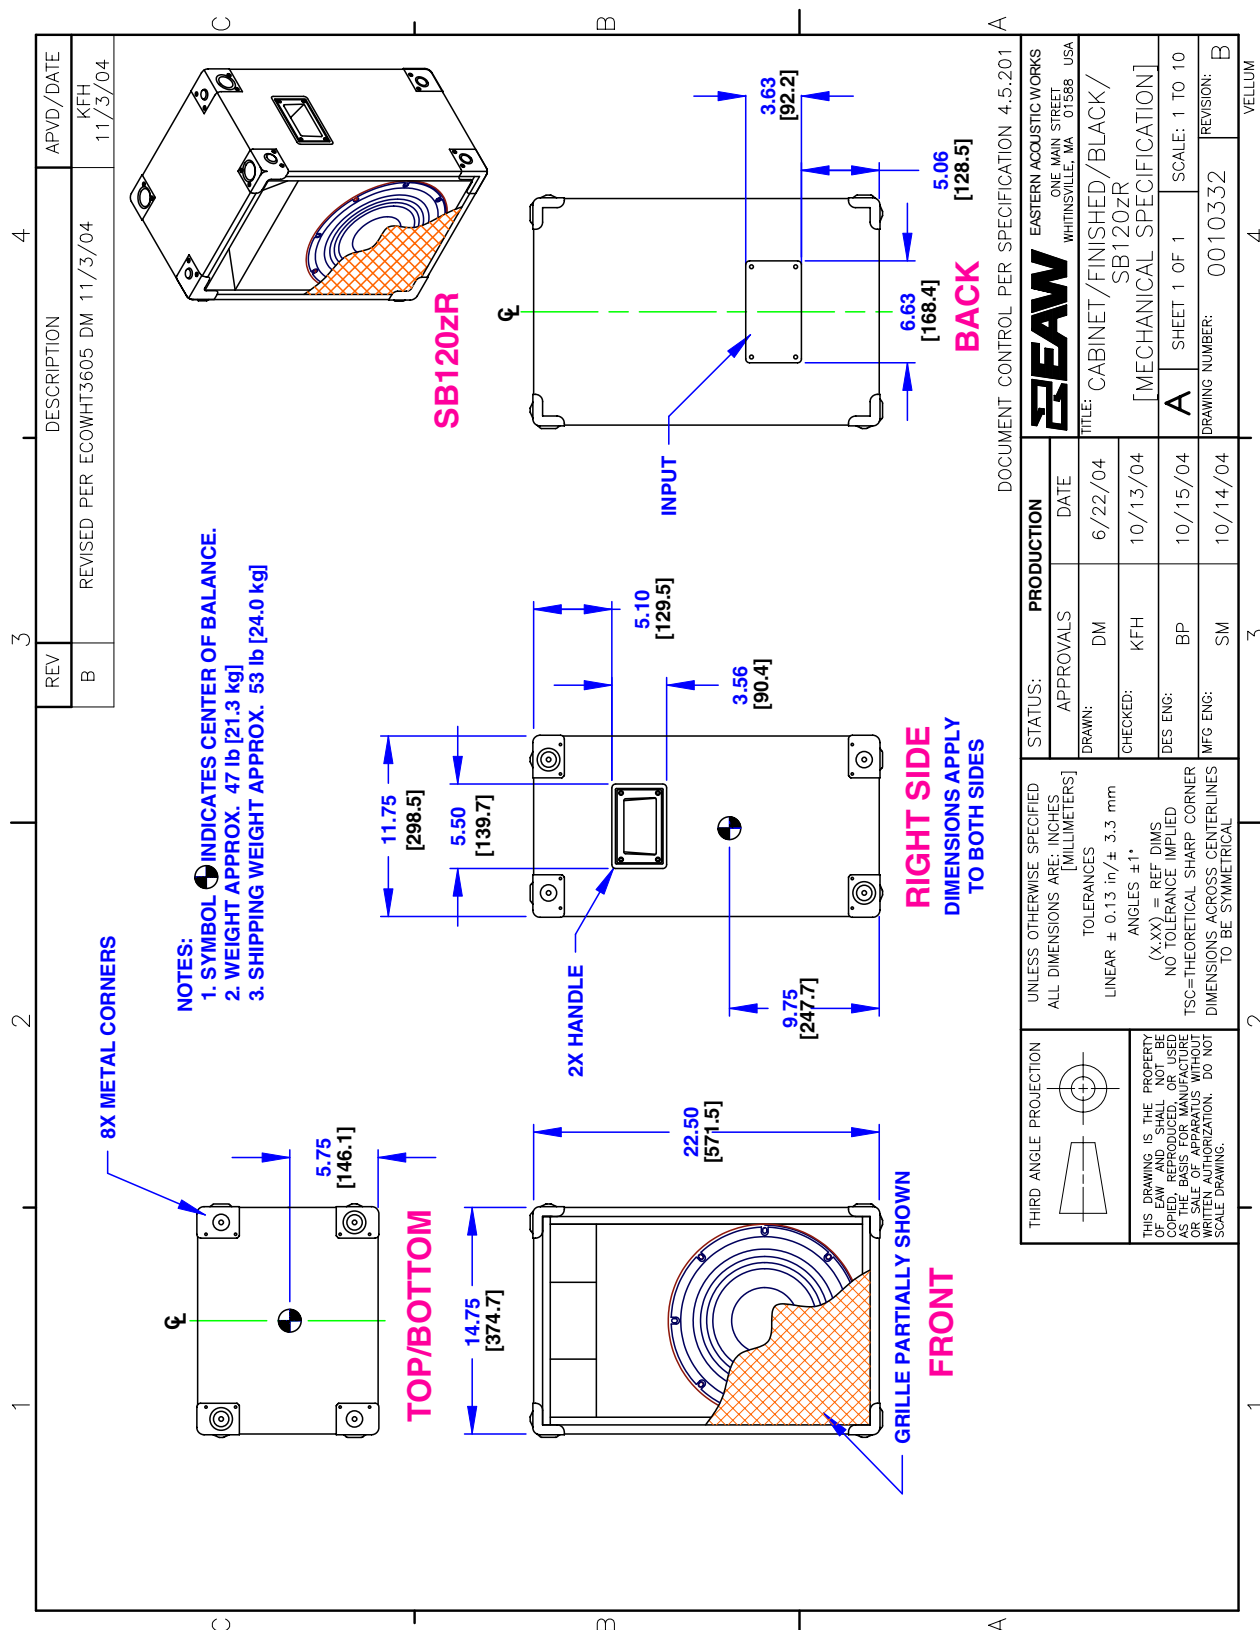 REV
DESCRIPTION
APVD/DATE
B
REVISED PER ECOWHT3605 DM 11/3/04
KFH
11/3/04
1
2
3
4
C
B
A
C
B
A
8X METAL CORNERS
NOTES:
1. SYMBOL INDICATES CENTER OF BALANCE.
2. WEIGHT APPROX. 47 lb [21.3 kg]
3. SHIPPING WEIGHT APPROX. 53 lb [24.0 kg]
SB120zR
℄
5.75
[146.1]
TOP/BOTTOM
14.75
[374.7]
22.50
[571.5]
GRILLE PARTIALLY SHOWN
FRONT
11.75
[298.5]
5.50
[139.7]
5.10
[129.5]
3.56
[90.4]
2X HANDLE
9.75
[247.7]
RIGHT SIDE
DIMENSIONS APPLY
TO BOTH SIDES
℄
INPUT
3.63
[92.2]
5.06
[128.5]
6.63
[168.4]
BACK
DOCUMENT CONTROL PER SPECIFICATION 4.5.201
THIRD ANGLE PROJECTION
THIS DRAWING IS THE PROPERTY
OF EAW AND SHALL NOT BE
COPIED, REPRODUCED, OR USED
AS THE BASIS FOR MANUFACTURE
OR SALE OF APPARATUS WITHOUT
WRITTEN AUTHORIZATION. DO NOT
SCALE DRAWING.
UNLESS OTHERWISE SPECIFIED
ALL DIMENSIONS ARE: INCHES
[MILLIMETERS]
TOLERANCES
LINEAR ± 0.13 in/± 3.3 mm
ANGLES ±1°
(X.XX) = REF DIMS
NO TOLERANCE IMPLIED
TSC=THEORETICAL SHARP CORNER
DIMENSIONS ACROSS CENTERLINES
TO BE SYMMETRICAL
STATUS:
PRODUCTION
APPROVALS
DATE
DRAWN:
DM
6/22/04
CHECKED:
KFH
10/13/04
DES ENG:
BP
10/15/04
MFG ENG:
SM
10/14/04
EAW
EASTERN ACOUSTIC WORKS
ONE MAIN STREET
WHITINSVILLE, MA 01588 USA
TITLE:
CABINET/FINISHED/BLACK/
SB120zR
[MECHANICAL SPECIFICATION]
A
SHEET 1 OF 1
SCALE: 1 TO 10
DRAWING NUMBER:
0010332
REVISION:
B
1
2
3
4
VELLUM